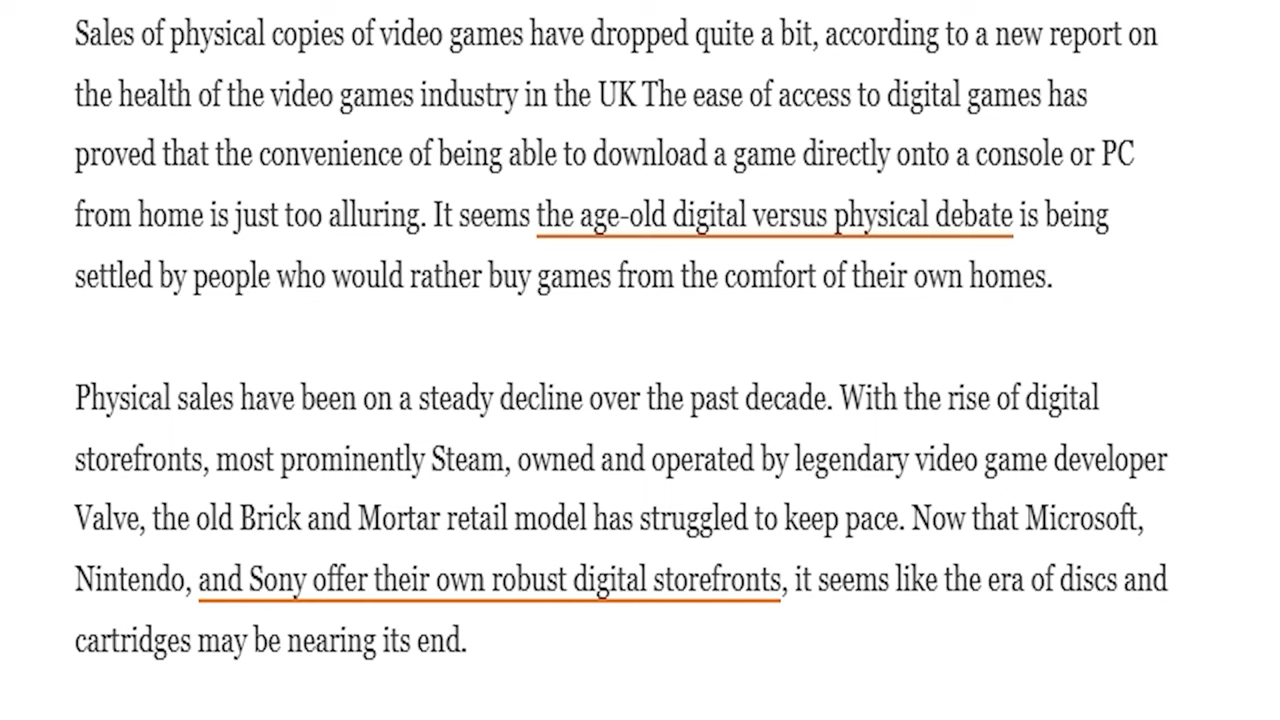 Sales of physical copies of video games have dropped quite a bit, according to a new report on
the health of the video games industry in the UK The ease of access to digital games has
proved that the convenience of being able to download a game directly onto a console or PC
from home is just too alluring. It seems the age-old digital versus physical debate is being
settled by people who would rather buy games from the comfort of their own homes.
Physical sales have been on a steady decline over the past decade. With the rise of digital
storefronts, most prominently Steam, owned and operated by legendary video game developer
Valve, the old Brick and Mortar retail model has struggled to keep pace. Now that Microsoft,
Nintendo, and Sony offer their own robust digital storefronts, it seems like the era of discs and
cartridges may be nearing its end.